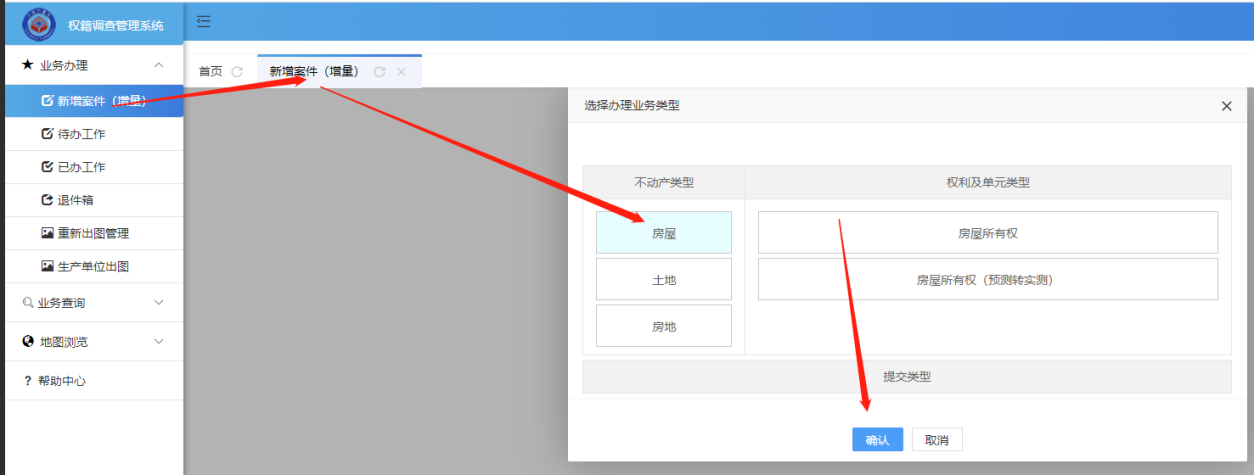 权籍调查管理系统
业务办理
新增案件（增量）
待办工作
已办工作
退件箱
重新出图管理
生产单位出图
业务查询
地图浏览
? 帮助中心
首页
新增案件（增量）
选择办理业务类型
不动产类型
权利及单元类型
房屋
房屋所有权
土地
房屋所有权（预测转实测）
房地
提交类型
确认
取消